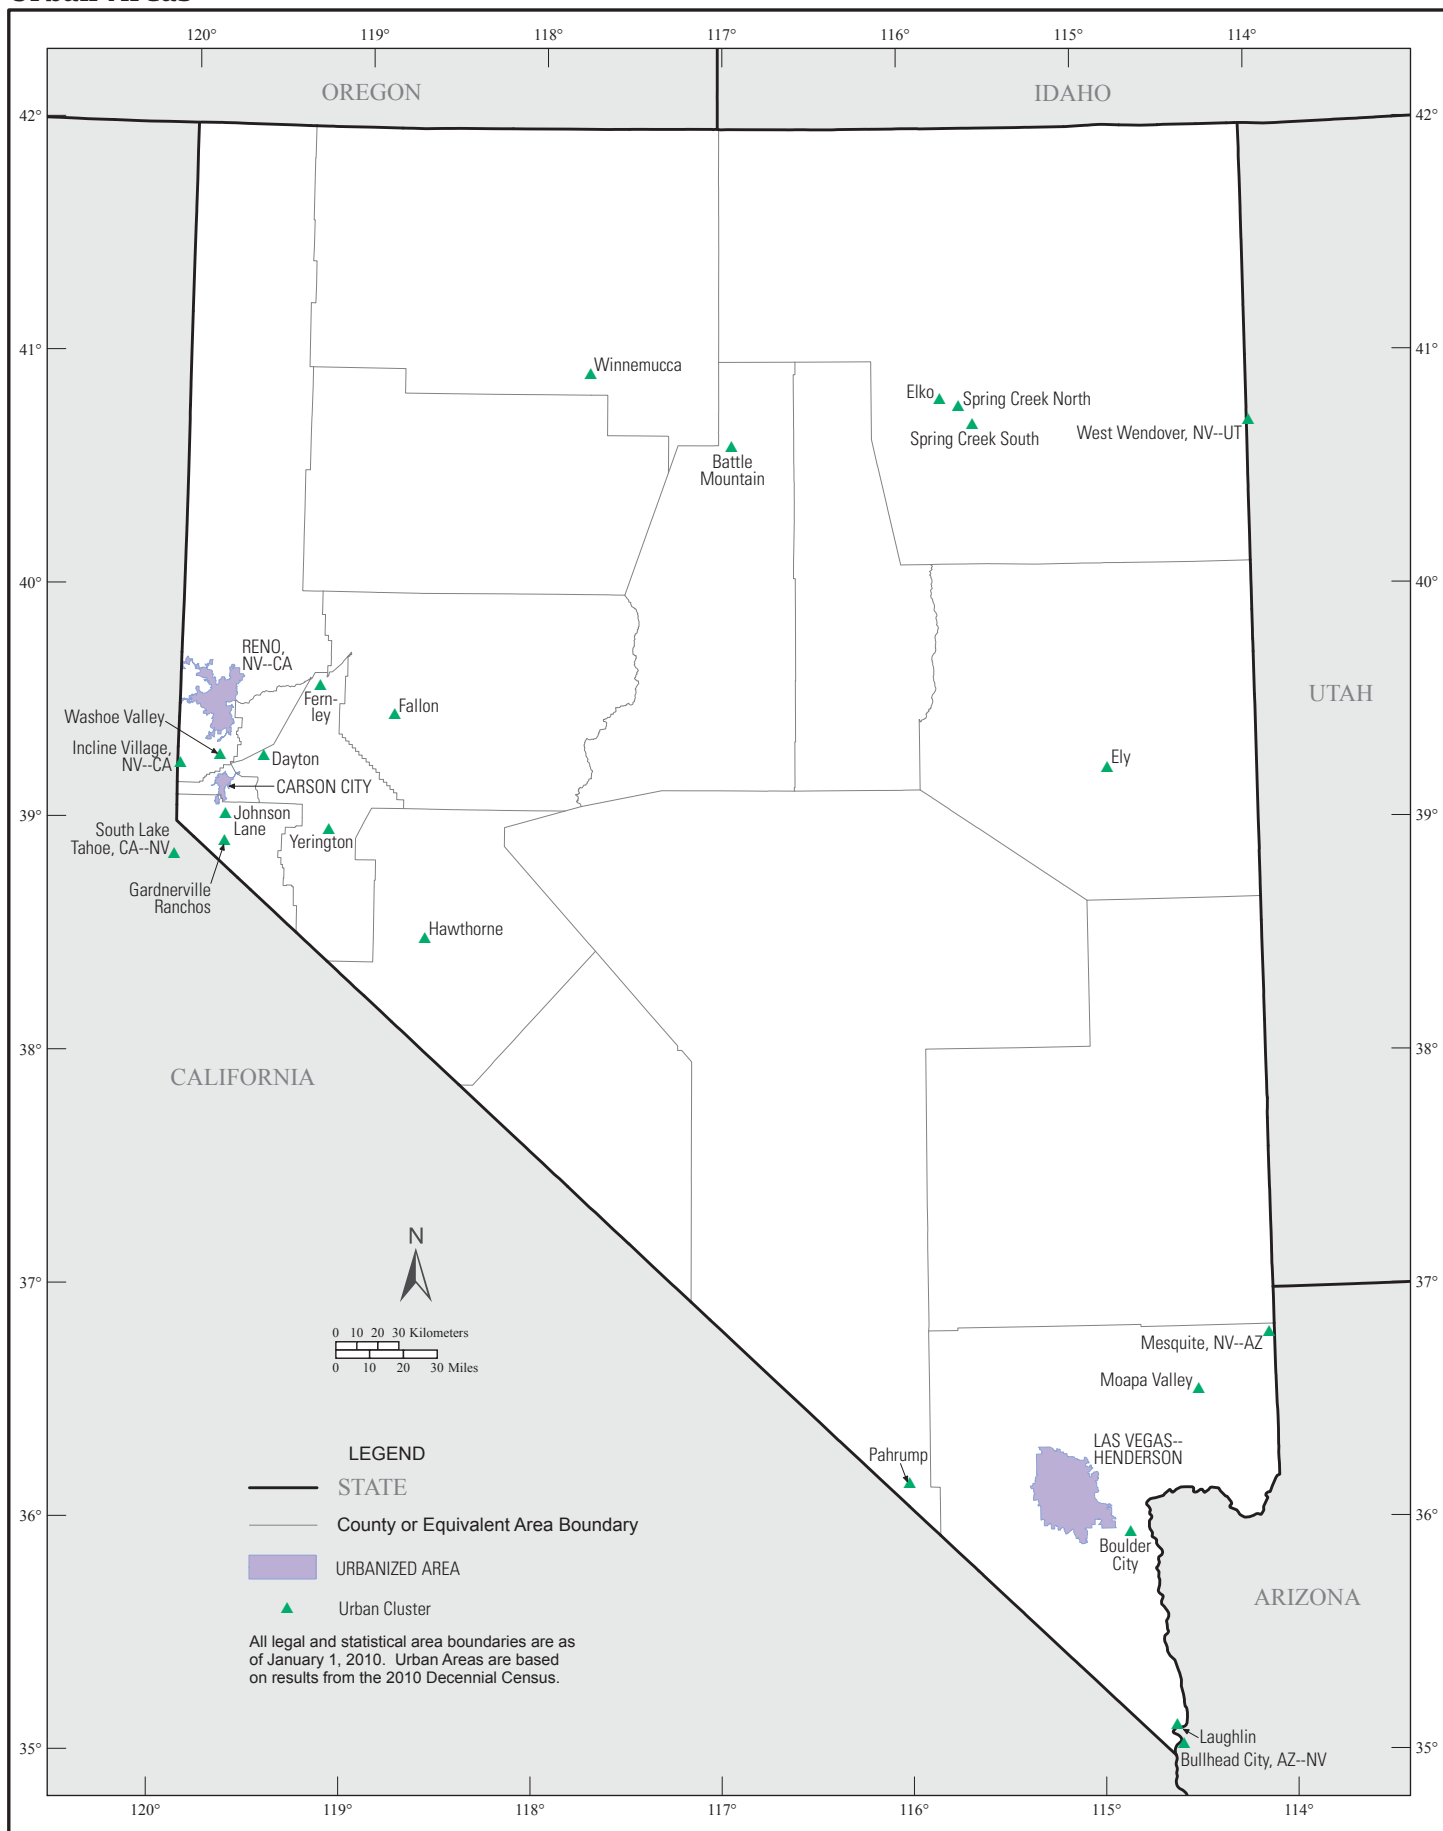 Urban Areas
120° 119° 118° 117° 116° 115° 114°
OREGON
IDAHO
42°
42°
41°
41°
Winnemucca
Elko
Spring Creek North
Spring Creek South
West Wendover, NV--UT
Battle
Mountain
40°
40°
RENO,
NV--CA
UTAH
Fern-
ley
Fallon
Washoe Valley
Incline Village,
NV--CA
Dayton
Ely
CARSON CITY
39°
39°
Johnson
Lane
South Lake
Tahoe, CA--NV
Yerington
Gardnerville
Ranchos
Hawthorne
38°
38°
CALIFORNIA
N
37°
37°
0 10 20 30 Kilometers
0 10 20 30 Miles
Mesquite, NV--AZ
Moapa Valley
LAS VEGAS--
HENDERSON
Pahrump
36°
36°
Boulder
City
ARIZONA
LEGEND
STATE
County or Equivalent Area Boundary
URBANIZED AREA
Urban Cluster
All legal and statistical area boundaries are as
of January 1, 2010. Urban Areas are based
on results from the 2010 Decennial Census.
Laughlin
Bullhead City, AZ--NV
35°
35°
120° 119° 118° 117° 116° 115° 114°